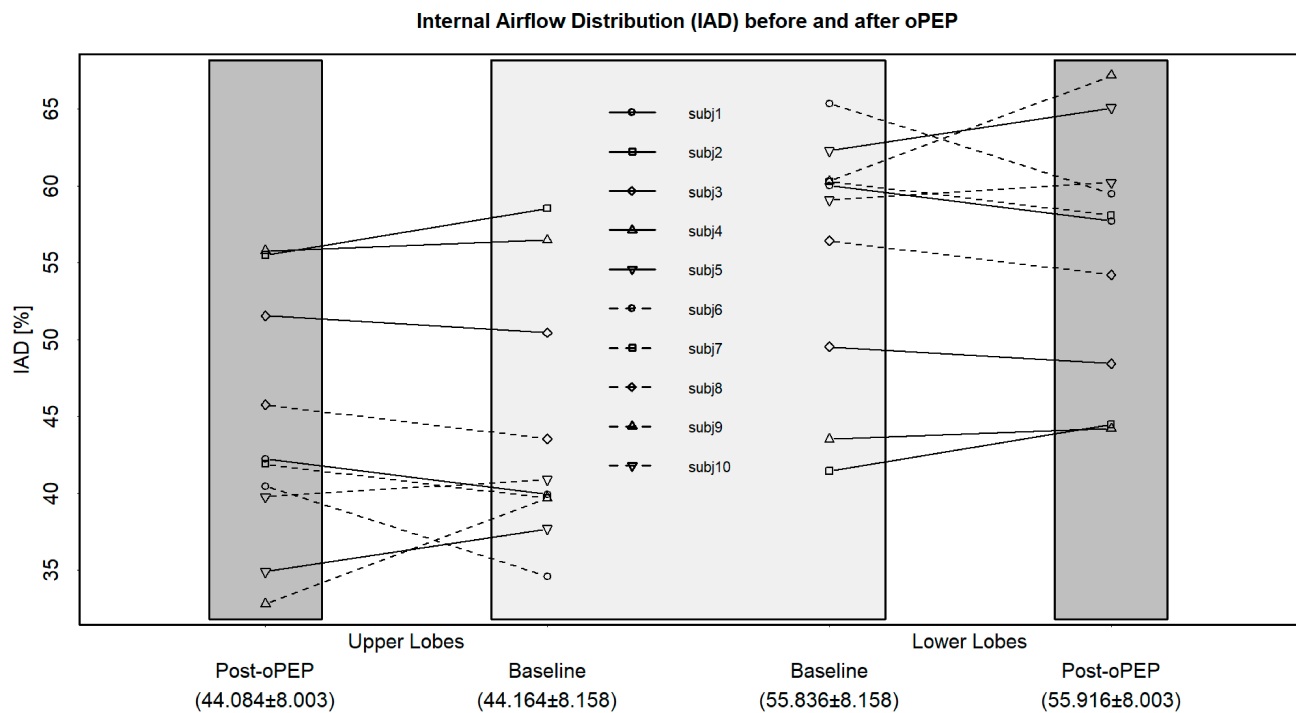 Internal Airflow Distribution (IAD) before and after oPEP
IAD [%]
65
60
55
50
45
40
35
subj1
subj2
subj3
subj4
subj5
subj6
subj7
subj8
subj9
subj10
Upper Lobes
Lower Lobes
Post-oPEP
Baseline
Baseline
Post-oPEP
(44.084±8.003)
(44.164±8.158)
(55.836±8.158)
(55.916±8.003)